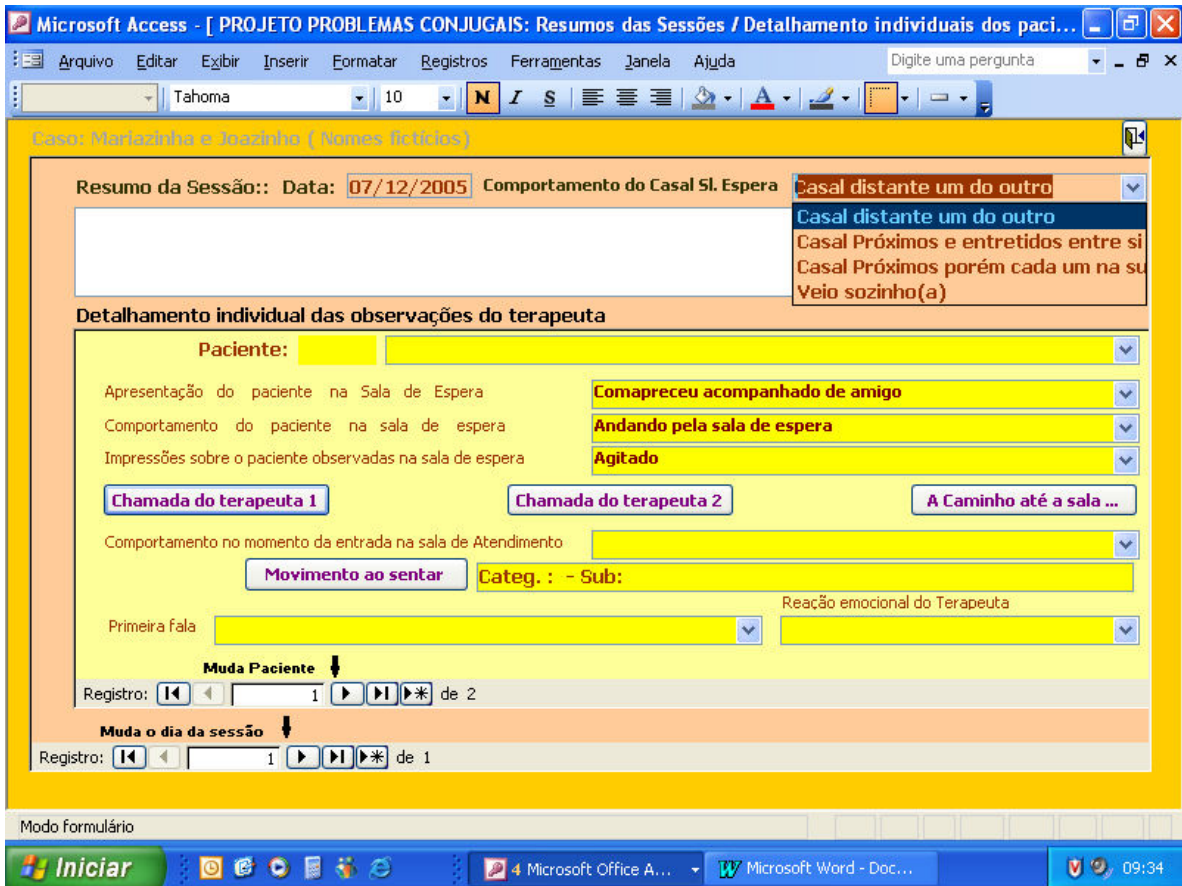 Microsoft Access - [ PROJETO PROBLEMAS CONJUGAIS: Resumos das Sessões / Detalhamento individuais dos paci...
Arquivo Editar Exibir Inserir Formatar Registros Ferramentas Janela Ajuda Digite uma pergunta
Tahoma 10 N I S A
Caso: Mariazinha e Joazinho ( Nomes fictícios)
Resumo da Sessão:: Data: 07/12/2005 Comportamento do Casal Sl. Espera Casal distante um do outro
Casal distante um do outro
Casal Próximos e entretidos entre si
Casal Próximos porém cada um na su
Veio sozinho(a)
Detalhamento individual das observações do terapeuta
Paciente:
Apresentação do paciente na Sala de Espera Comapreceu acompanhado de amigo
Comportamento do paciente na sala de espera Andando pela sala de espera
Impressões sobre o paciente observadas na sala de espera Agitado
Chamada do terapeuta 1 Chamada do terapeuta 2 A Caminho até a sala ...
Comportamento no momento da entrada na sala de Atendimento
Movimento ao sentar Categ. : - Sub:
Reação emocional do Terapeuta
Primeira fala
Muda Paciente
Registro: 1 de 2
Muda o dia da sessão
Registro: 1 de 1
Modo formulário
Iniciar 4 Microsoft Office A... Microsoft Word - Doc... 09:34